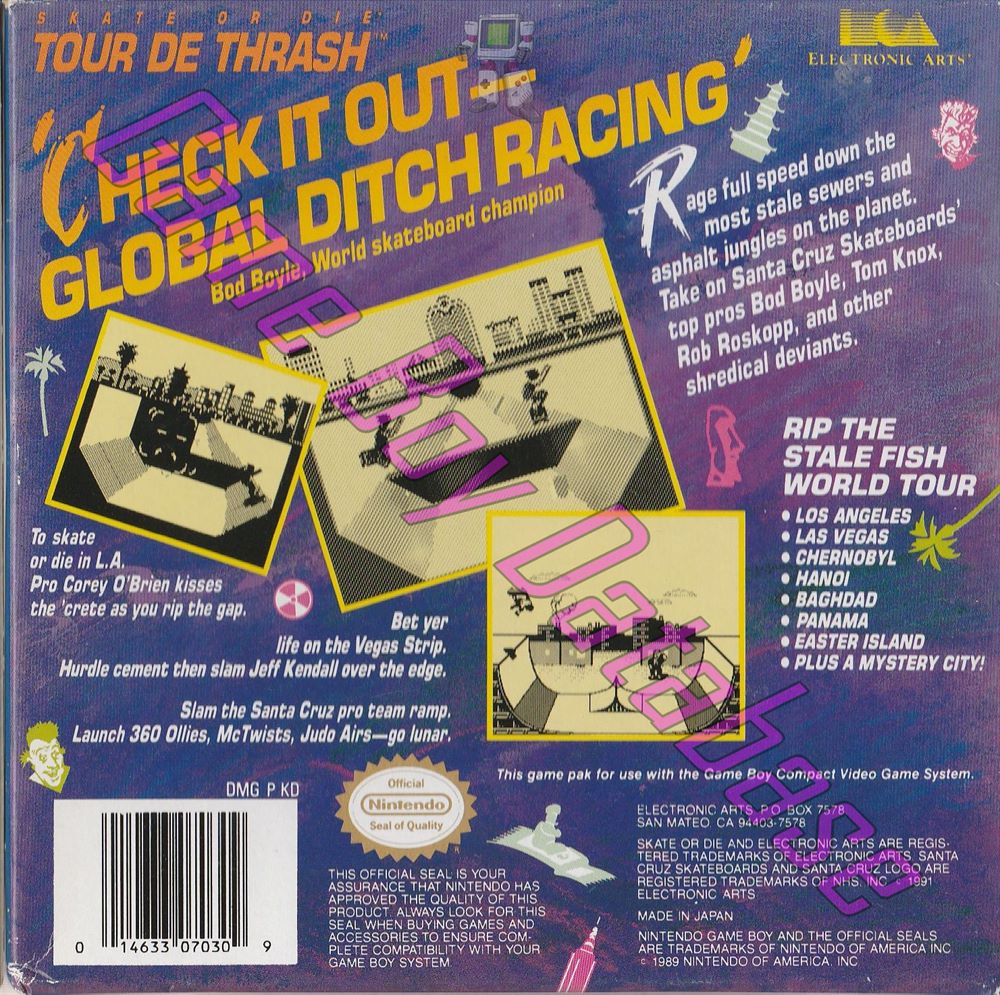 SKATE OR DIE®
TOUR DE THRASH™
ELECTRONIC ARTS®
'CHECK IT OUT—
GLOBAL DITCH RACING'
Bod Boyle, World skateboard champion
Rage full speed down the
most stale sewers and
asphalt jungles on the planet.
Take on Santa Cruz Skateboards'
top pros Bod Boyle, Tom Knox,
Rob Roskopp, and other
shredical deviants.
RIP THE
STALE FISH
WORLD TOUR
• LOS ANGELES
• LAS VEGAS
• CHERNOBYL
• HANOI
• BAGHDAD
• PANAMA
• EASTER ISLAND
• PLUS A MYSTERY CITY!
To skate
or die in L.A.
Pro Corey O'Brien kisses
the 'crete as you rip the gap.
Bet yer
life on the Vegas Strip.
Hurdle cement then slam Jeff Kendall over the edge.
Slam the Santa Cruz pro team ramp.
Launch 360 Ollies, McTwists, Judo Airs—go lunar.
This game pak for use with the Game Boy Compact Video Game System.
DMG P KD
0 14633 07030 9
Official
Nintendo
Seal of Quality
THIS OFFICIAL SEAL IS YOUR
ASSURANCE THAT NINTENDO HAS
APPROVED THE QUALITY OF THIS
PRODUCT. ALWAYS LOOK FOR THIS
SEAL WHEN BUYING GAMES AND
ACCESSORIES TO ENSURE COM-
PLETE COMPATIBILITY WITH YOUR
GAME BOY SYSTEM
ELECTRONIC ARTS, P.O. BOX 7578
SAN MATEO, CA 94403-7578
SKATE OR DIE AND ELECTRONIC ARTS ARE REGIS-
TERED TRADEMARKS OF ELECTRONIC ARTS. SANTA
CRUZ SKATEBOARDS AND SANTA CRUZ LOGO ARE
REGISTERED TRADEMARKS OF NHS, INC. © 1991
ELECTRONIC ARTS
MADE IN JAPAN
NINTENDO GAME BOY AND THE OFFICIAL SEALS
ARE TRADEMARKS OF NINTENDO OF AMERICA INC
© 1989 NINTENDO OF AMERICA, INC
Game Boy Database